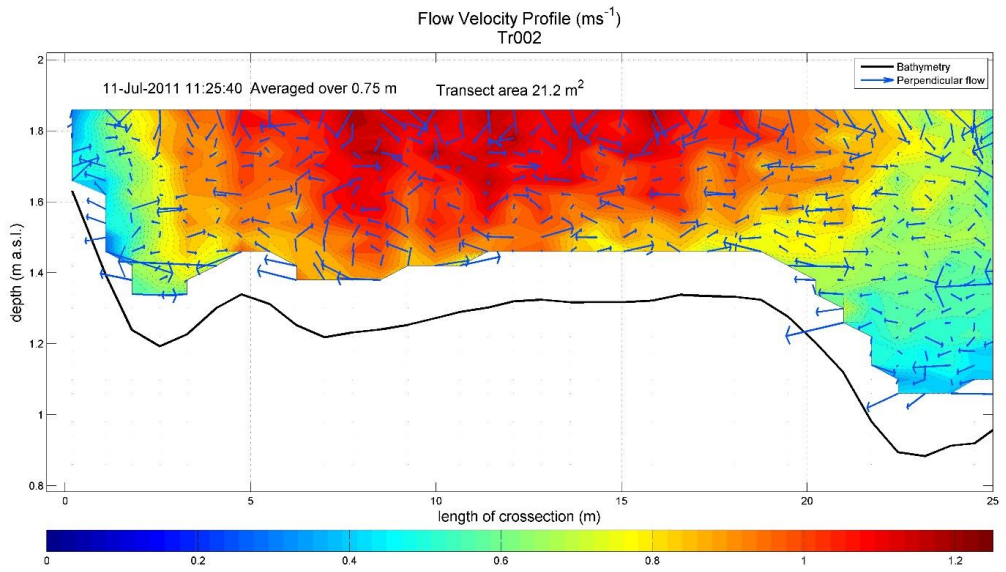 Flow Velocity Profile (ms-1)
Tr002
11-Jul-2011 11:25:40 Averaged over 0.75 m
Transect area 21.2 m2
Bathymetry
Perpendicular flow
depth (m a.s.l.)
2
1.8
1.6
1.4
1.2
1
0.8
0 5 10 15 20 25
length of crossection (m)
0 0.2 0.4 0.6 0.8 1 1.2